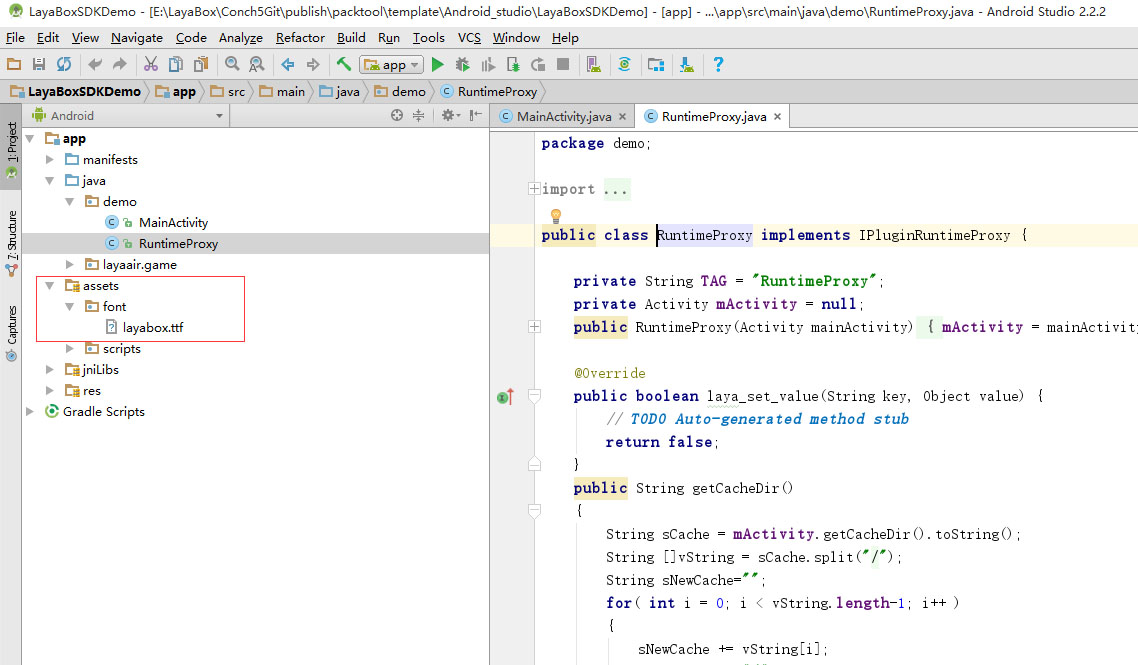 LayaBoxSDKDemo - [E:\LayaBox\Conch5Git\publish\packtool\template\Android_studio\LayaBoxSDKDemo] - [app] - ...\app\src\main\java\demo\RuntimeProxy.java - Android Studio 2.2.2
File Edit View Navigate Code Analyze Refactor Build Run Tools VCS Window Help
app
LayaBoxSDKDemo app src main java demo RuntimeProxy
Android
MainActivity.java RuntimeProxy.java
1: Project
7: Structure
Captures
app
manifests
java
demo
MainActivity
RuntimeProxy
layaair.game
assets
font
layabox.ttf
scripts
jniLibs
res
Gradle Scripts
package demo;
import ...
public class RuntimeProxy implements IPluginRuntimeProxy {
private String TAG = "RuntimeProxy";
private Activity mActivity = null;
public RuntimeProxy(Activity mainActivity) { mActivity = mainActivity
@Override
public boolean laya_set_value(String key, Object value) {
// TODO Auto-generated method stub
return false;
}
public String getCacheDir()
{
String sCache = mActivity.getCacheDir().toString();
String []vString = sCache.split("/");
String sNewCache="";
for( int i = 0; i < vString.length-1; i++ )
{
sNewCache += vString[i];